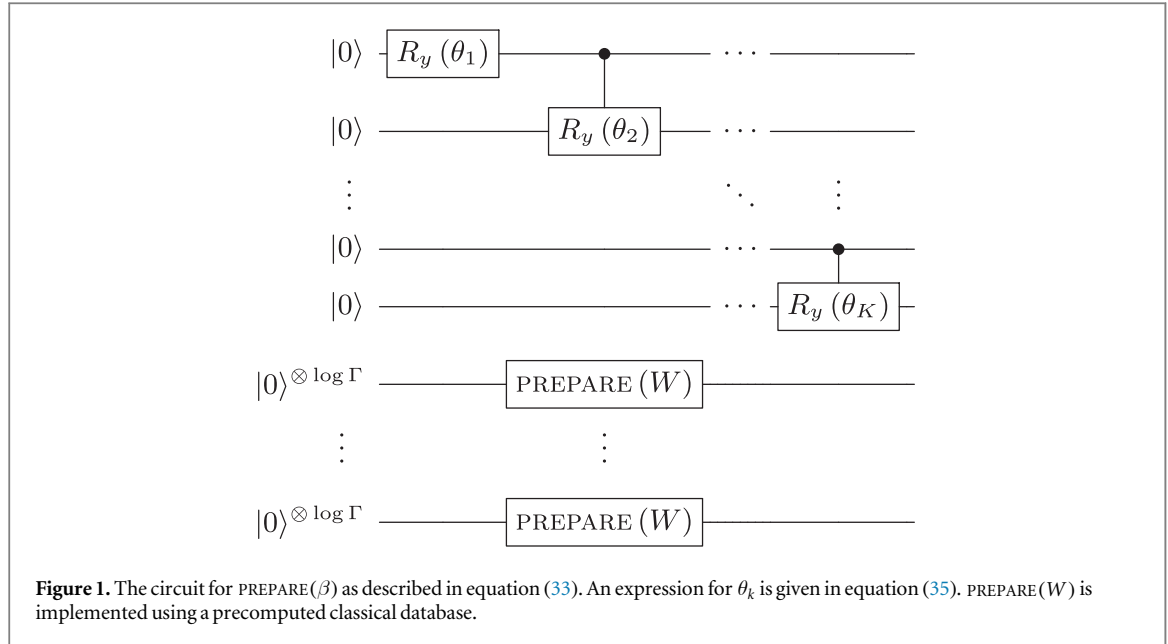 |0⟩ R_y (θ_1) · · ·
|0⟩ R_y (θ_2) · · ·
⋮ ⋱ ⋮
|0⟩ · · ·
|0⟩ · · · R_y (θ_K)
|0⟩^{⊗ log Γ} PREPARE (W)
⋮ ⋮
|0⟩^{⊗ log Γ} PREPARE (W)
Figure 1. The circuit for PREPARE(β) as described in equation (33). An expression for θ_k is given in equation (35). PREPARE(W) is
implemented using a precomputed classical database.